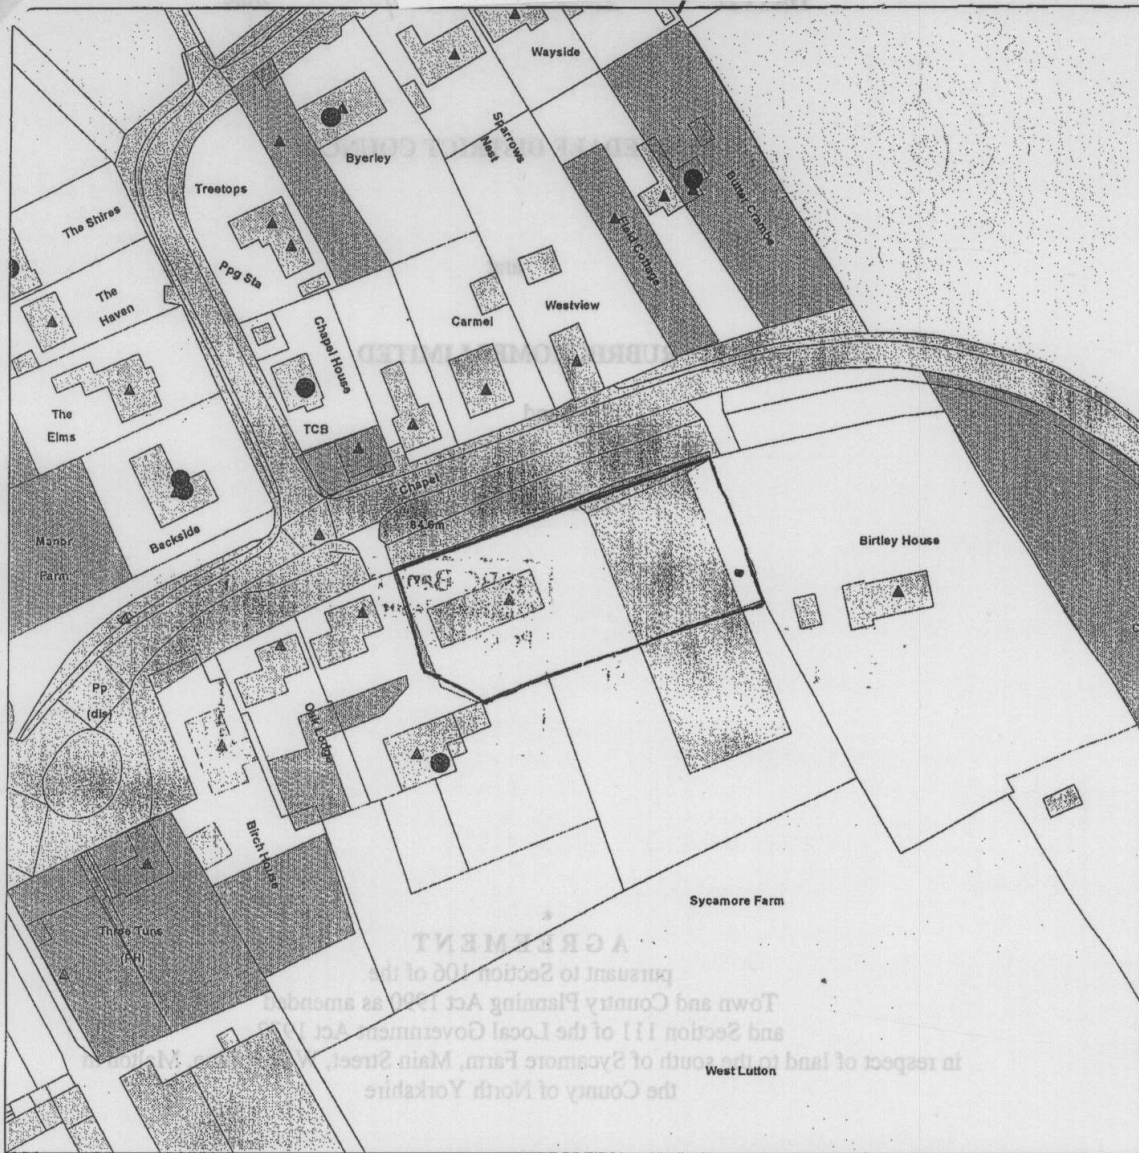 Wayside
Sparrows
Nest
Byerley
Butter Crambe
Treetops
The Shires
Field Cottage
Ppg Sta
The
Haven
Westview
Carmel
Chapel House
The
Elms
TCB
Chapel
84.6m
Beckside
Manor
Farm
Birtley House
Pp
(dis)
Oak Lodge
Birch House
Sycamore Farm
Three Tuns
(PH)
West Lutton
AGREEMENT
pursuant to Section 106 of the
Town and Country Planning Act 1990 as amended
and Section 111 of the Local Government Act
in respect of land to the south of Sycamore Farm, Main Street,
the County of North Yorkshire